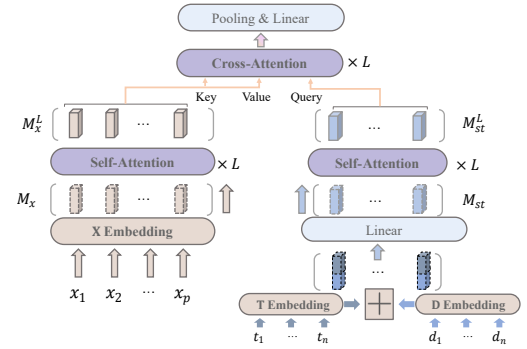 Pooling & Linear
Cross-Attention × L
Key Value Query
M_x^L ... ... M_st^L
Self-Attention × L Self-Attention × L
M_x ... ... M_st
X Embedding Linear
x_1 x_2 ... x_p
...
T Embedding + D Embedding
t_1 ... t_n d_1 ... d_n